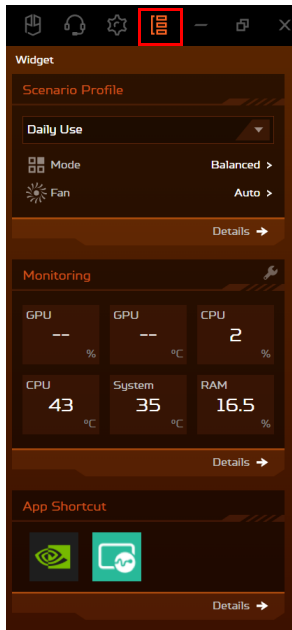 Widget
Scenario Profile
Daily Use
Mode Balanced >
Fan Auto >
Details →
Monitoring
GPU GPU CPU
-- -- 2
% °C %
CPU System RAM
43 35 16.5
°C °C %
Details →
App Shortcut
Details →